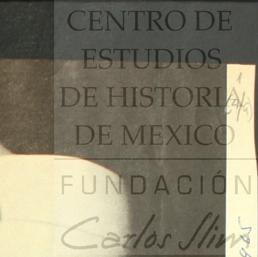 CENTRO DE
ESTUDIOS
DE HISTORIA
DE MEXICO
FUNDACIÓN
Carlos Slim